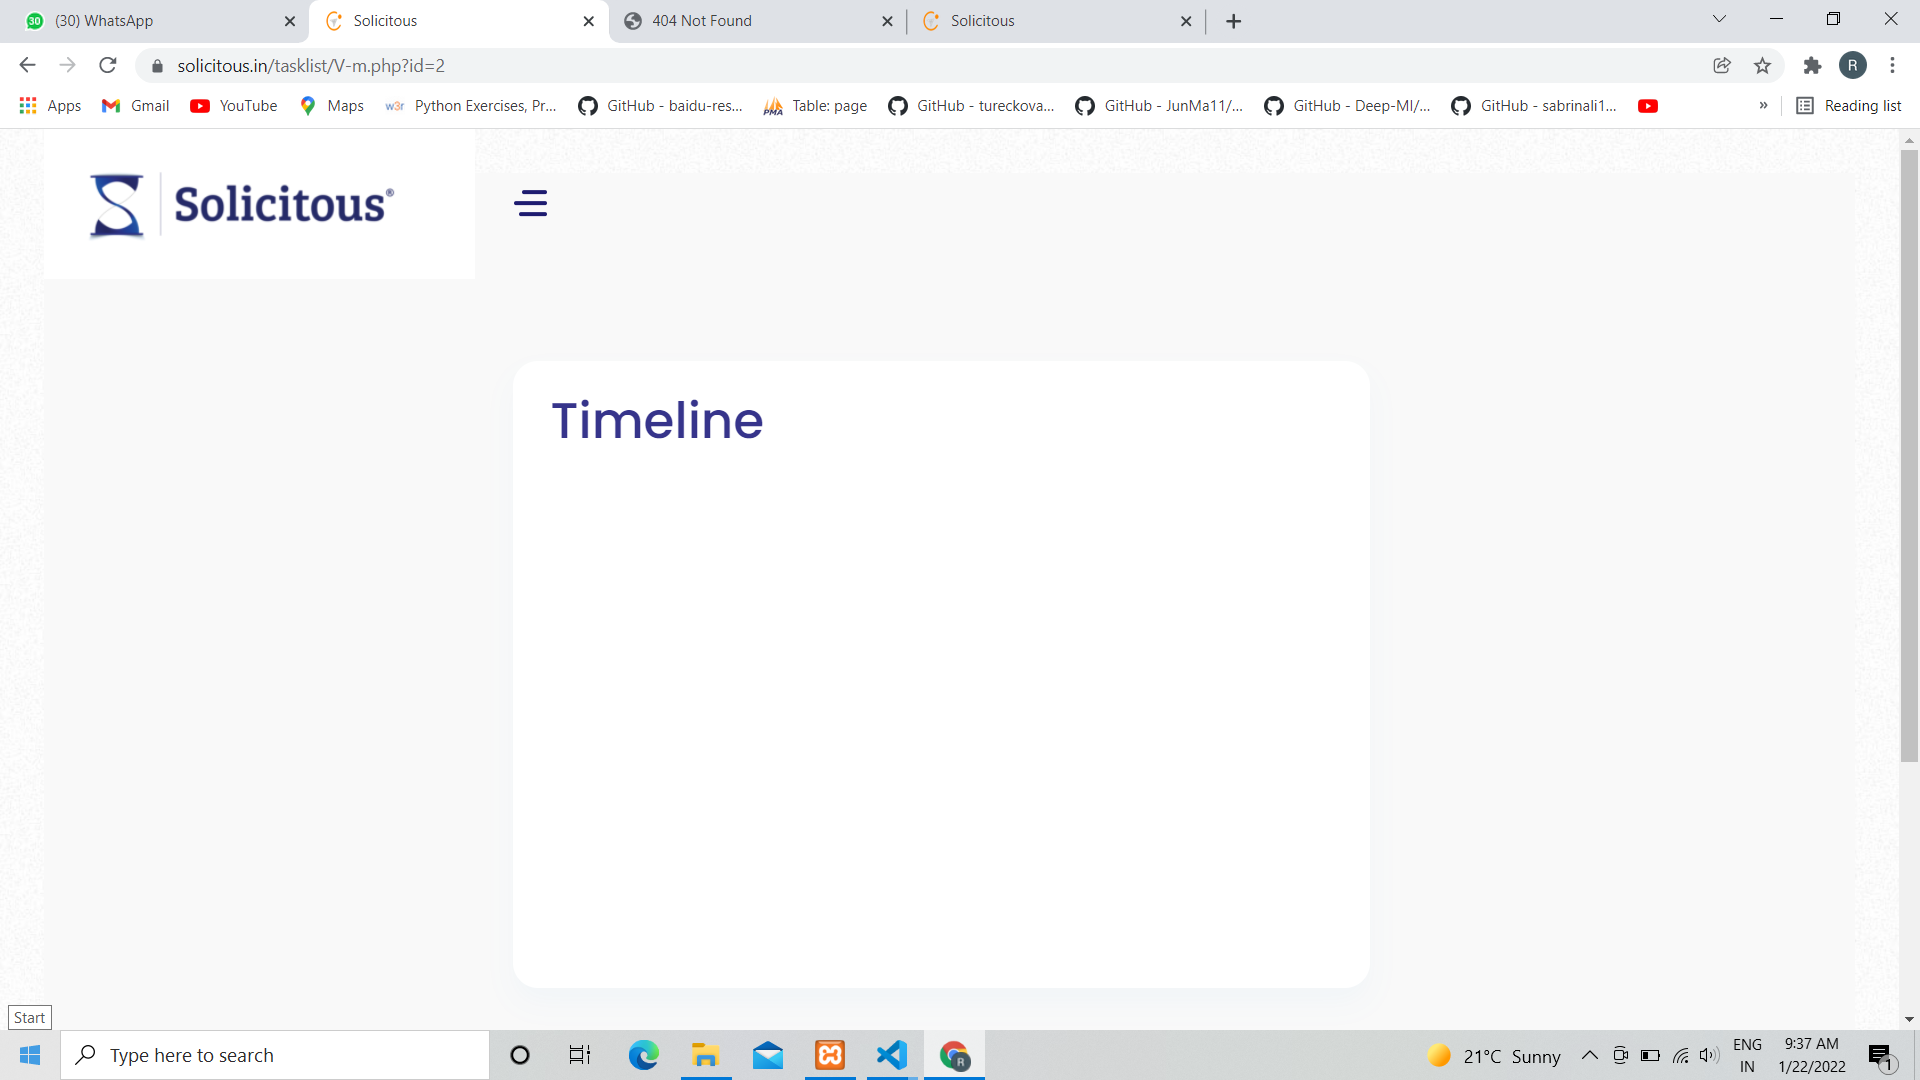 30 (30) WhatsApp
Solicitous
404 Not Found
Solicitous
solicitous.in/tasklist/V-m.php?id=2
R
Apps
Gmail
YouTube
Maps
w3r Python Exercises, Pr...
GitHub - baidu-res...
PMA Table: page
GitHub - tureckova...
GitHub - JunMa11/...
GitHub - Deep-MI/...
GitHub - sabrinali1...
»
Reading list
S Solicitous®
Timeline
Start
Type here to search
R
21°C Sunny
ENG
IN
9:37 AM
1/22/2022
1